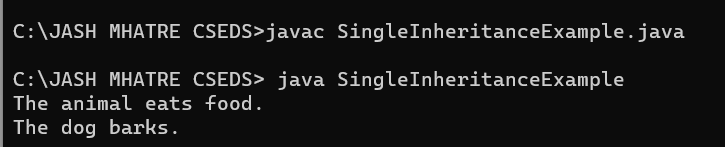 C:\JASH MHATRE CSEDS>javac SingleInheritanceExample.java
C:\JASH MHATRE CSEDS> java SingleInheritanceExample
The animal eats food.
The dog barks.